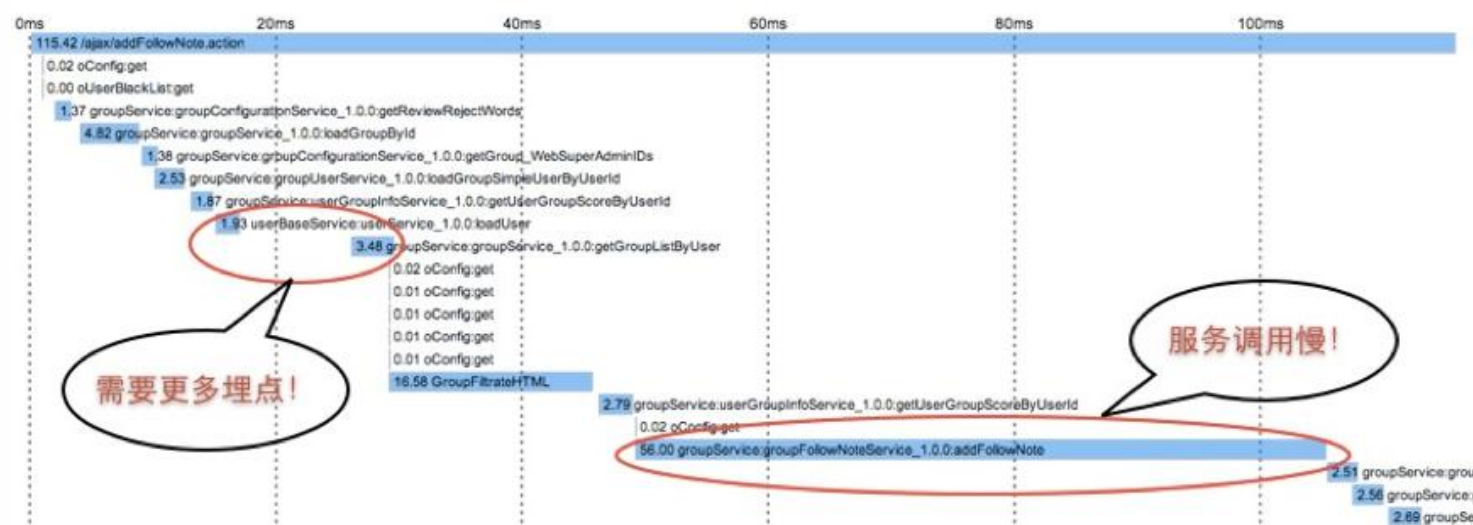 0ms 20ms 40ms 60ms 80ms 100ms
115.42 /ajax/addFollowNote.action
0.02 oConfig:get
0.00 oUserBlackList:get
1.37 groupService:groupConfigurationService_1.0.0:getReviewRejectWords
4.82 groupService:groupService_1.0.0:loadGroupById
1.38 groupService:groupConfigurationService_1.0.0:getGroup_WebSuperAdminIDs
2.53 groupService:groupUserService_1.0.0:loadGroupSimpleUserByUserId
1.87 groupService:userGroupInfoService_1.0.0:getUserGroupScoreByUserId
1.93 userBaseService:userService_1.0.0:loadUser
3.48 groupService:groupService_1.0.0:getGroupListByUser
0.02 oConfig:get
0.01 oConfig:get
0.01 oConfig:get
0.01 oConfig:get
0.01 oConfig:get
16.58 GroupFiltrateHTML
2.79 groupService:userGroupInfoService_1.0.0:getUserGroupScoreByUserId
0.02 oConfig:get
56.00 groupService:groupFollowNoteService_1.0.0:addFollowNote
2.51 groupService:grou
2.56 groupService:
2.69 groupSe
需要更多埋点!
服务调用慢!